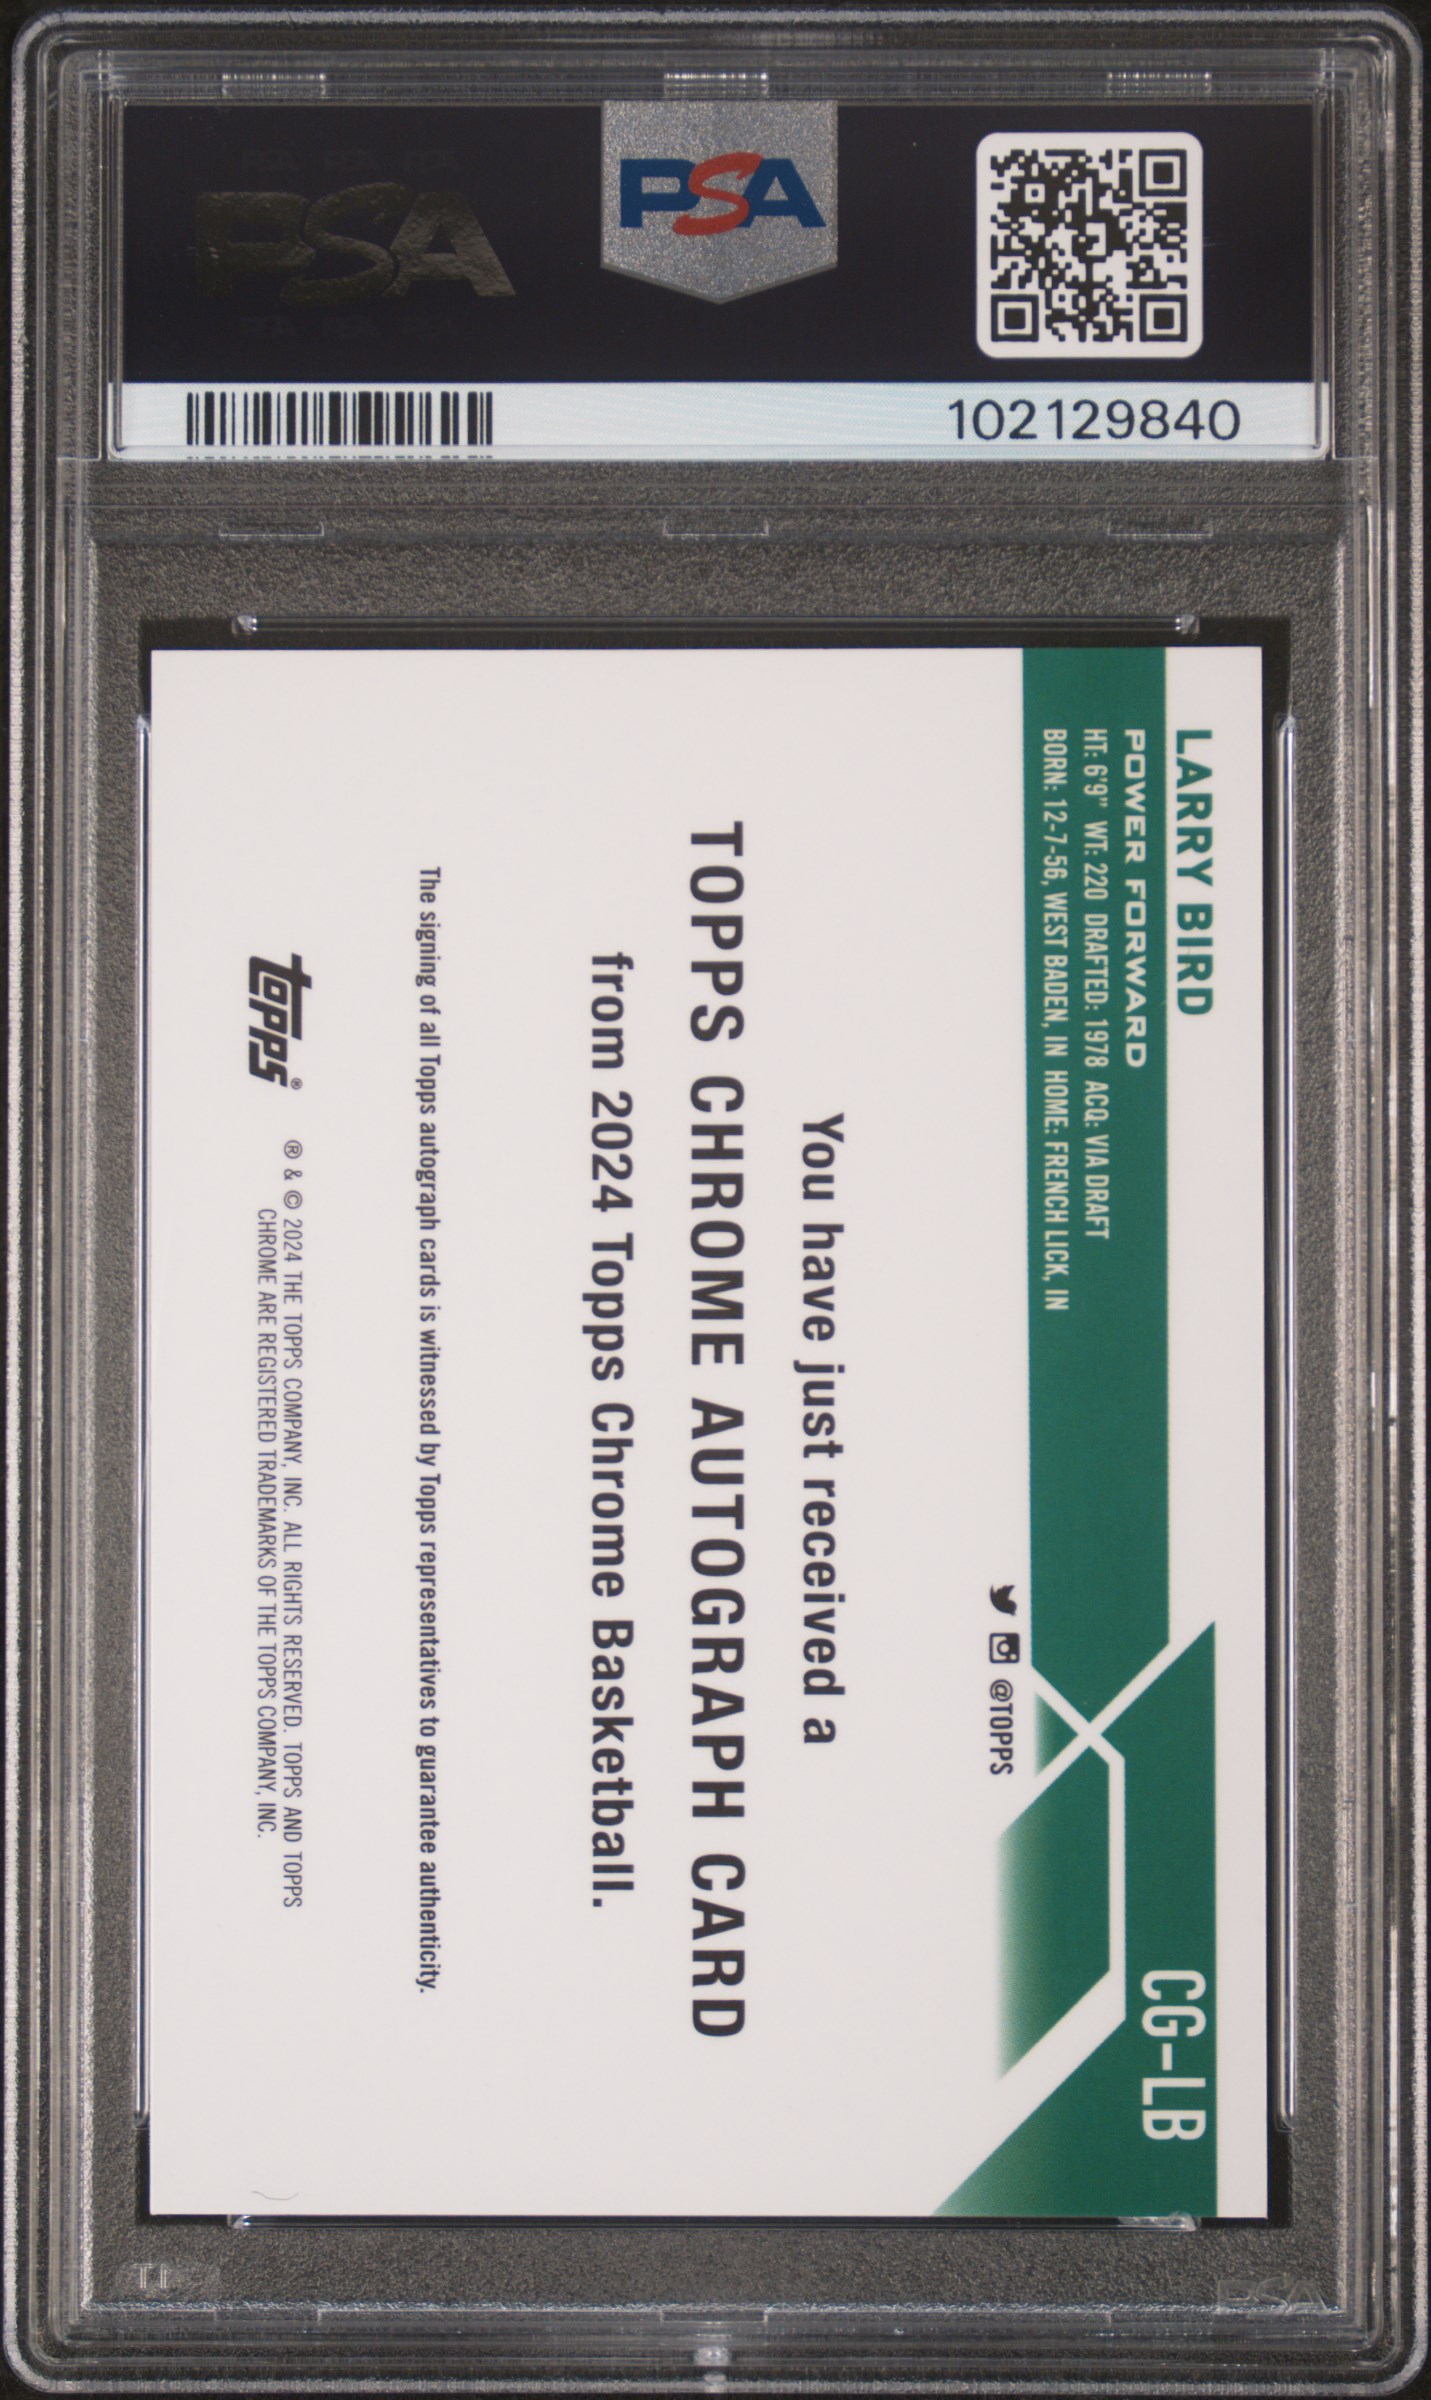 PSA
PSA
102129840
LARRY BIRD
POWER FORWARD
HT: 6'9" WT: 220 DRAFTED: 1978 ACQ: VIA DRAFT
BORN: 12-7-56, WEST BADEN, IN HOME: FRENCH LICK, IN
CG-LB
@TOPPS
You have just received a
TOPPS CHROME AUTOGRAPH CARD
from 2024 Topps Chrome Basketball.
The signing of all Topps autograph cards is witnessed by Topps representatives to guarantee authenticity.
topps®
® & © 2024 THE TOPPS COMPANY, INC. ALL RIGHTS RESERVED. TOPPS AND TOPPS
CHROME ARE REGISTERED TRADEMARKS OF THE TOPPS COMPANY, INC.
PSA